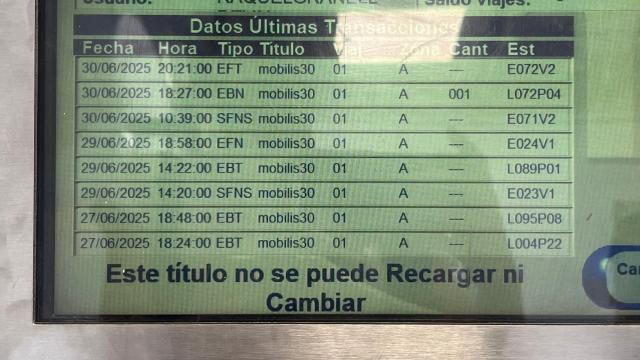 Usuario:
Saldo Viajes:
Datos Últimas Transacciones
Fecha Hora Tipo Título Viaj Zona Cant Est
30/06/2025 20:21:00 EFT mobilis30 01 A --- E072V2
30/06/2025 18:27:00 EBN mobilis30 01 A 001 L072P04
30/06/2025 10:39:00 SFNS mobilis30 01 A --- E071V2
29/06/2025 18:58:00 EFN mobilis30 01 A --- E024V1
29/06/2025 14:22:00 EBT mobilis30 01 A --- L089P01
29/06/2025 14:20:00 SFNS mobilis30 01 A --- E023V1
27/06/2025 18:48:00 EBT mobilis30 01 A --- L095P08
27/06/2025 18:24:00 EBT mobilis30 01 A --- L004P22
Este título no se puede Recargar ni
Cambiar